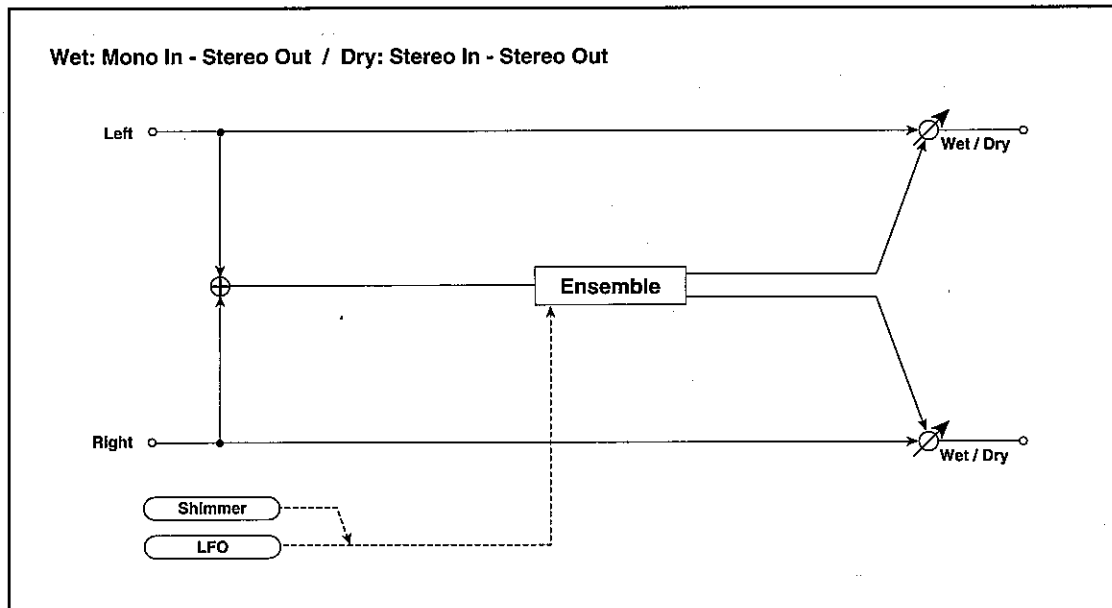 Wet: Mono In - Stereo Out / Dry: Stereo In - Stereo Out
Left
Wet / Dry
Ensemble
Right
Wet / Dry
Shimmer
LFO